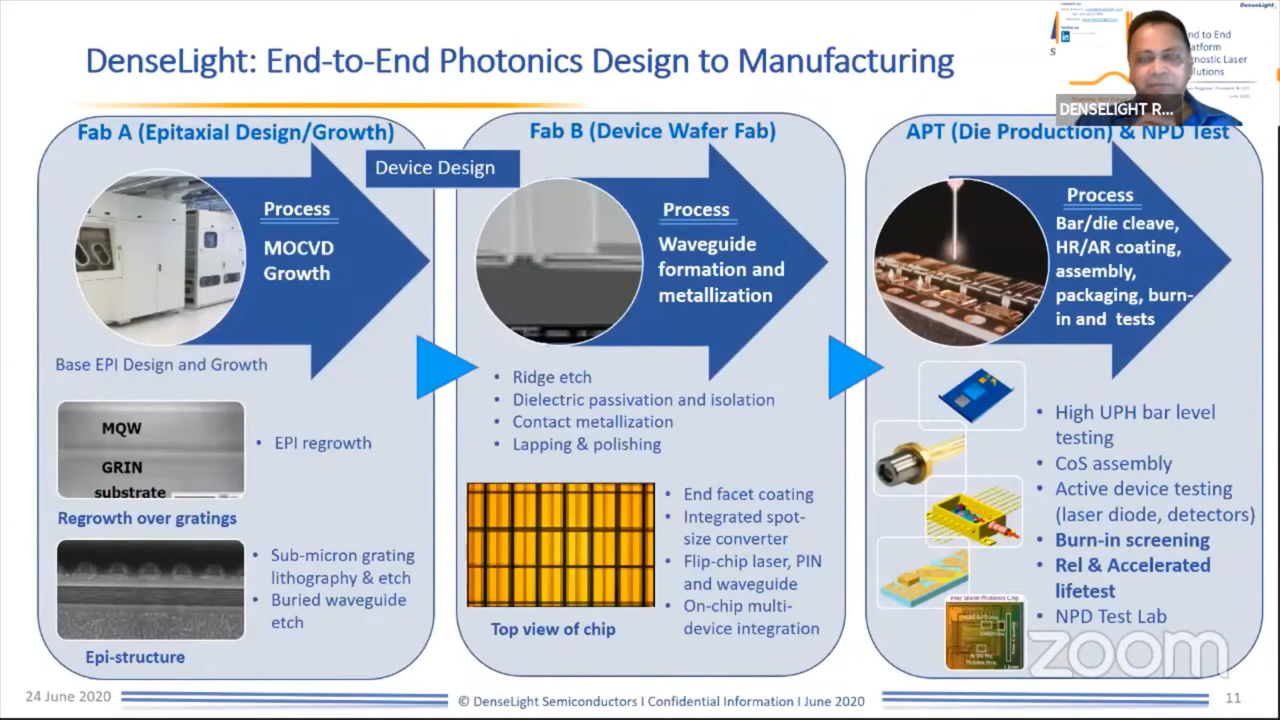 DenseLight: End-to-End Photonics Design to Manufacturing
DenseLight
End to End
DENSELIGHT R...
June 2020
Fab A (Epitaxial Design/Growth)
Device Design
Process
MOCVD
Growth
Base EPI Design and Growth
MQW
GRIN
substrate
• EPI regrowth
Regrowth over gratings
• Sub-micron grating
lithography & etch
• Buried waveguide
etch
Epi-structure
Fab B (Device Wafer Fab)
Process
Waveguide
formation and
metallization
• Ridge etch
• Dielectric passivation and isolation
• Contact metallization
• Lapping & polishing
Top view of chip
• End facet coating
• Integrated spot-
size converter
• Flip-chip laser, PIN
and waveguide
• On-chip multi-
device integration
APT (Die Production) & NPD Test
Process
Bar/die cleave,
HR/AR coating,
assembly,
packaging, burn-
in and tests
• High UPH bar level
testing
• CoS assembly
• Active device testing
(laser diode, detectors)
• Burn-in screening
• Rel & Accelerated
lifetest
• NPD Test Lab
zoom
24 June 2020
© DenseLight Semiconductors I Confidential Information I June 2020
11